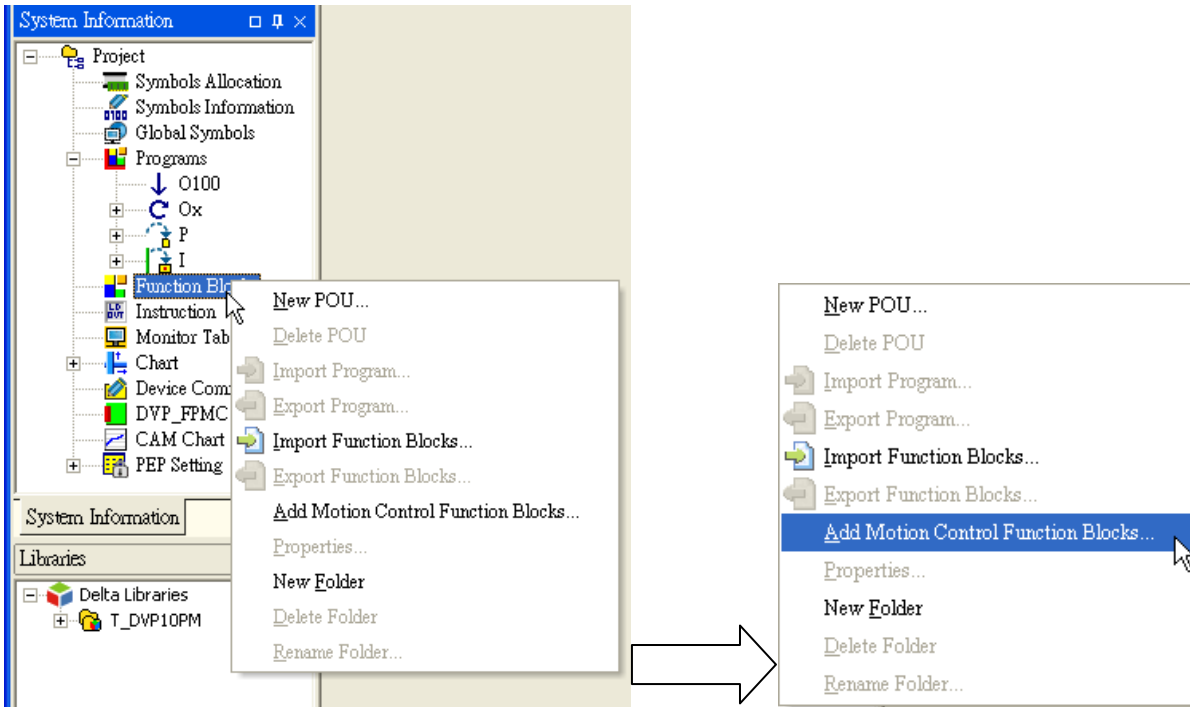 System Information
Project
Symbols Allocation
Symbols Information
Global Symbols
Programs
O100
Ox
P
I
Function Blo
Instruction
Monitor Tab
Chart
Device Com
DVP_FPMC
CAM Chart
PEP Setting
System Information
Libraries
Delta Libraries
T_DVP10PM
New POU...
Delete POU
Import Program...
Export Program...
Import Function Blocks...
Export Function Blocks...
Add Motion Control Function Blocks...
Properties...
New Folder
Delete Folder
Rename Folder...
New POU...
Delete POU
Import Program...
Export Program...
Import Function Blocks...
Export Function Blocks...
Add Motion Control Function Blocks...
Properties...
New Folder
Delete Folder
Rename Folder...